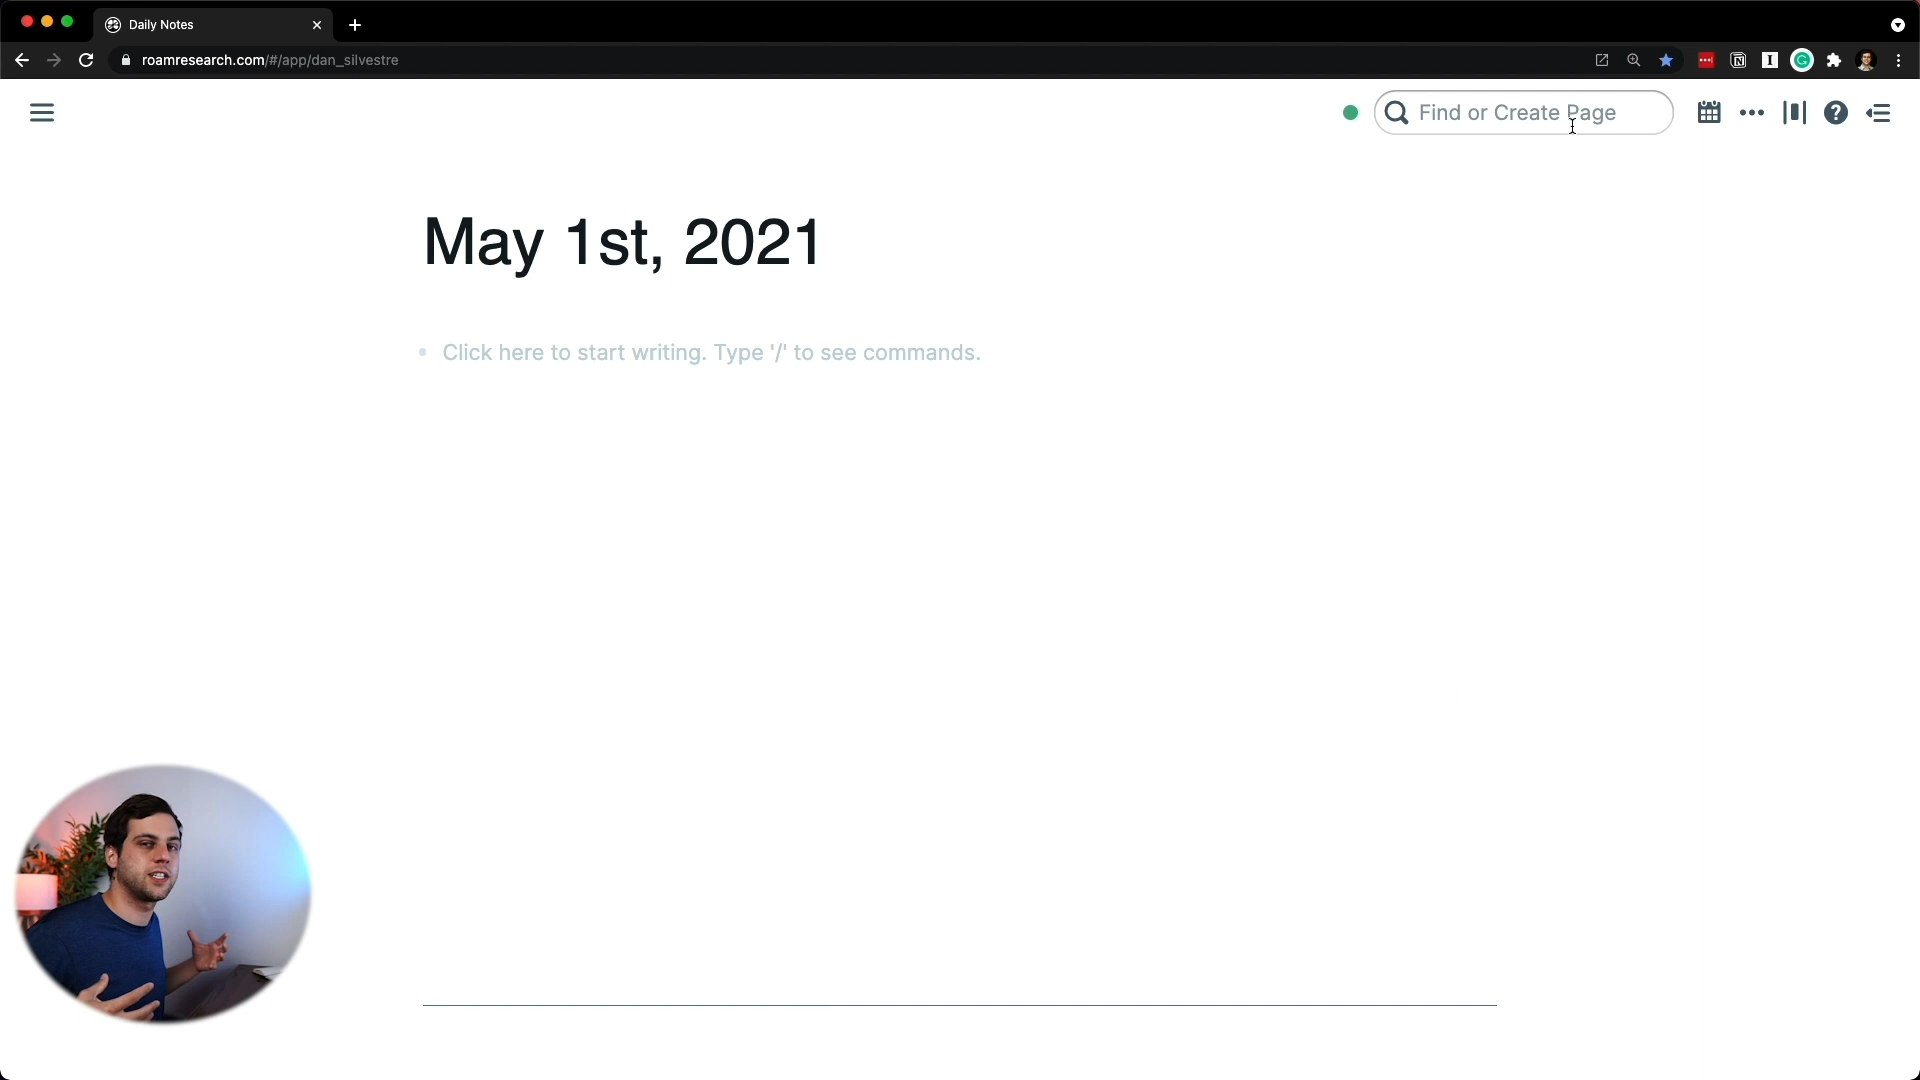 Daily Notes
roamresearch.com/#/app/dan_silvestre
Find or Create Page
May 1st, 2021
Click here to start writing. Type '/' to see commands.